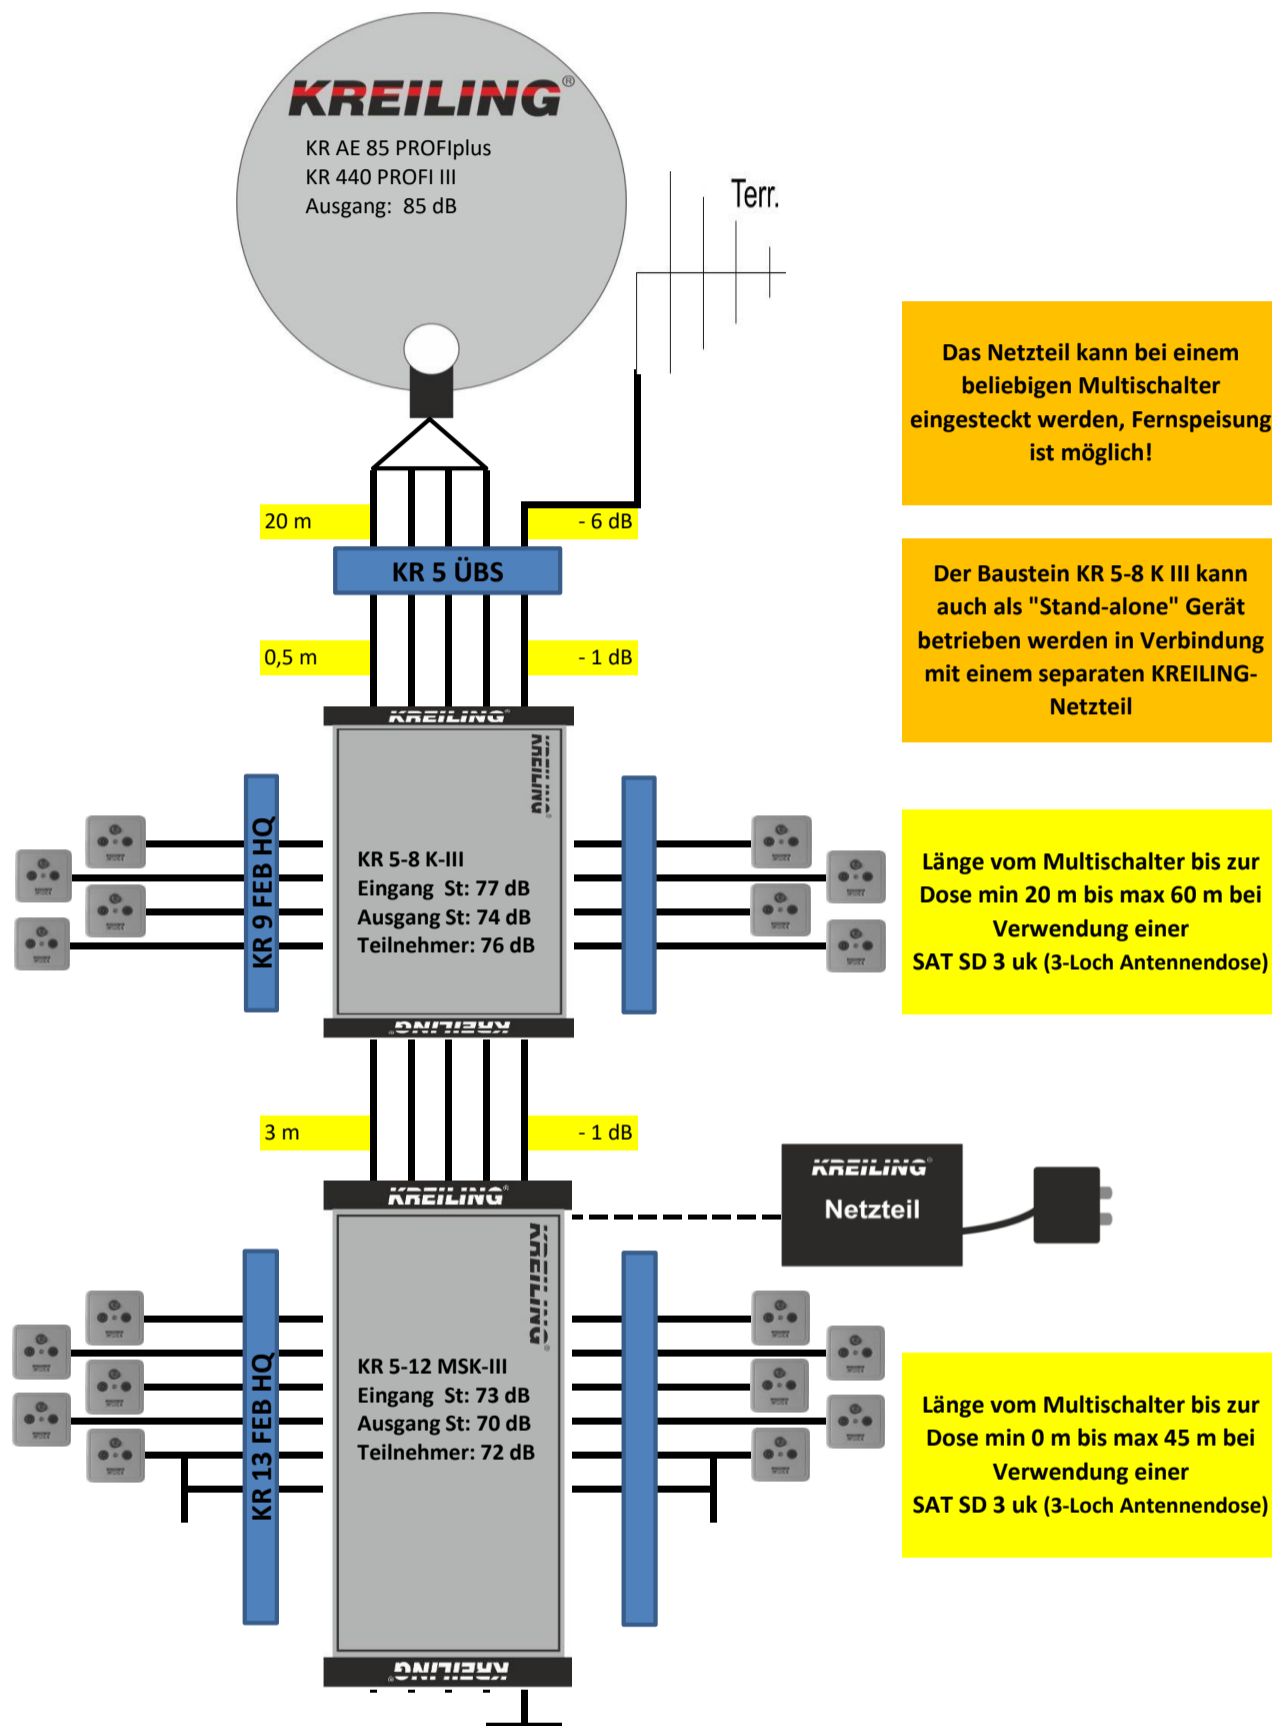 KREILING®
KR AE 85 PROFIplus
KR 440 PROFI III
Ausgang: 85 dB
Terr.
Das Netzteil kann bei einem
beliebigen Multischalter
eingesteckt werden, Fernspeisung
ist möglich!
20 m
- 6 dB
KR 5 ÜBS
Der Baustein KR 5-8 K III kann
auch als "Stand-alone" Gerät
betrieben werden in Verbindung
mit einem separaten KREILING-
Netzteil
0,5 m
- 1 dB
KREILING®
KREILING®
KR 9 FEB HQ
KR 5-8 K-III
Eingang St: 77 dB
Ausgang St: 74 dB
Teilnehmer: 76 dB
Länge vom Multischalter bis zur
Dose min 20 m bis max 60 m bei
Verwendung einer
SAT SD 3 uk (3-Loch Antennendose)
KREILING®
3 m
- 1 dB
KREILING®
Netzteil
KREILING®
KREILING®
KR 13 FEB HQ
KR 5-12 MSK-III
Eingang St: 73 dB
Ausgang St: 70 dB
Teilnehmer: 72 dB
Länge vom Multischalter bis zur
Dose min 0 m bis max 45 m bei
Verwendung einer
SAT SD 3 uk (3-Loch Antennendose)
KREILING®